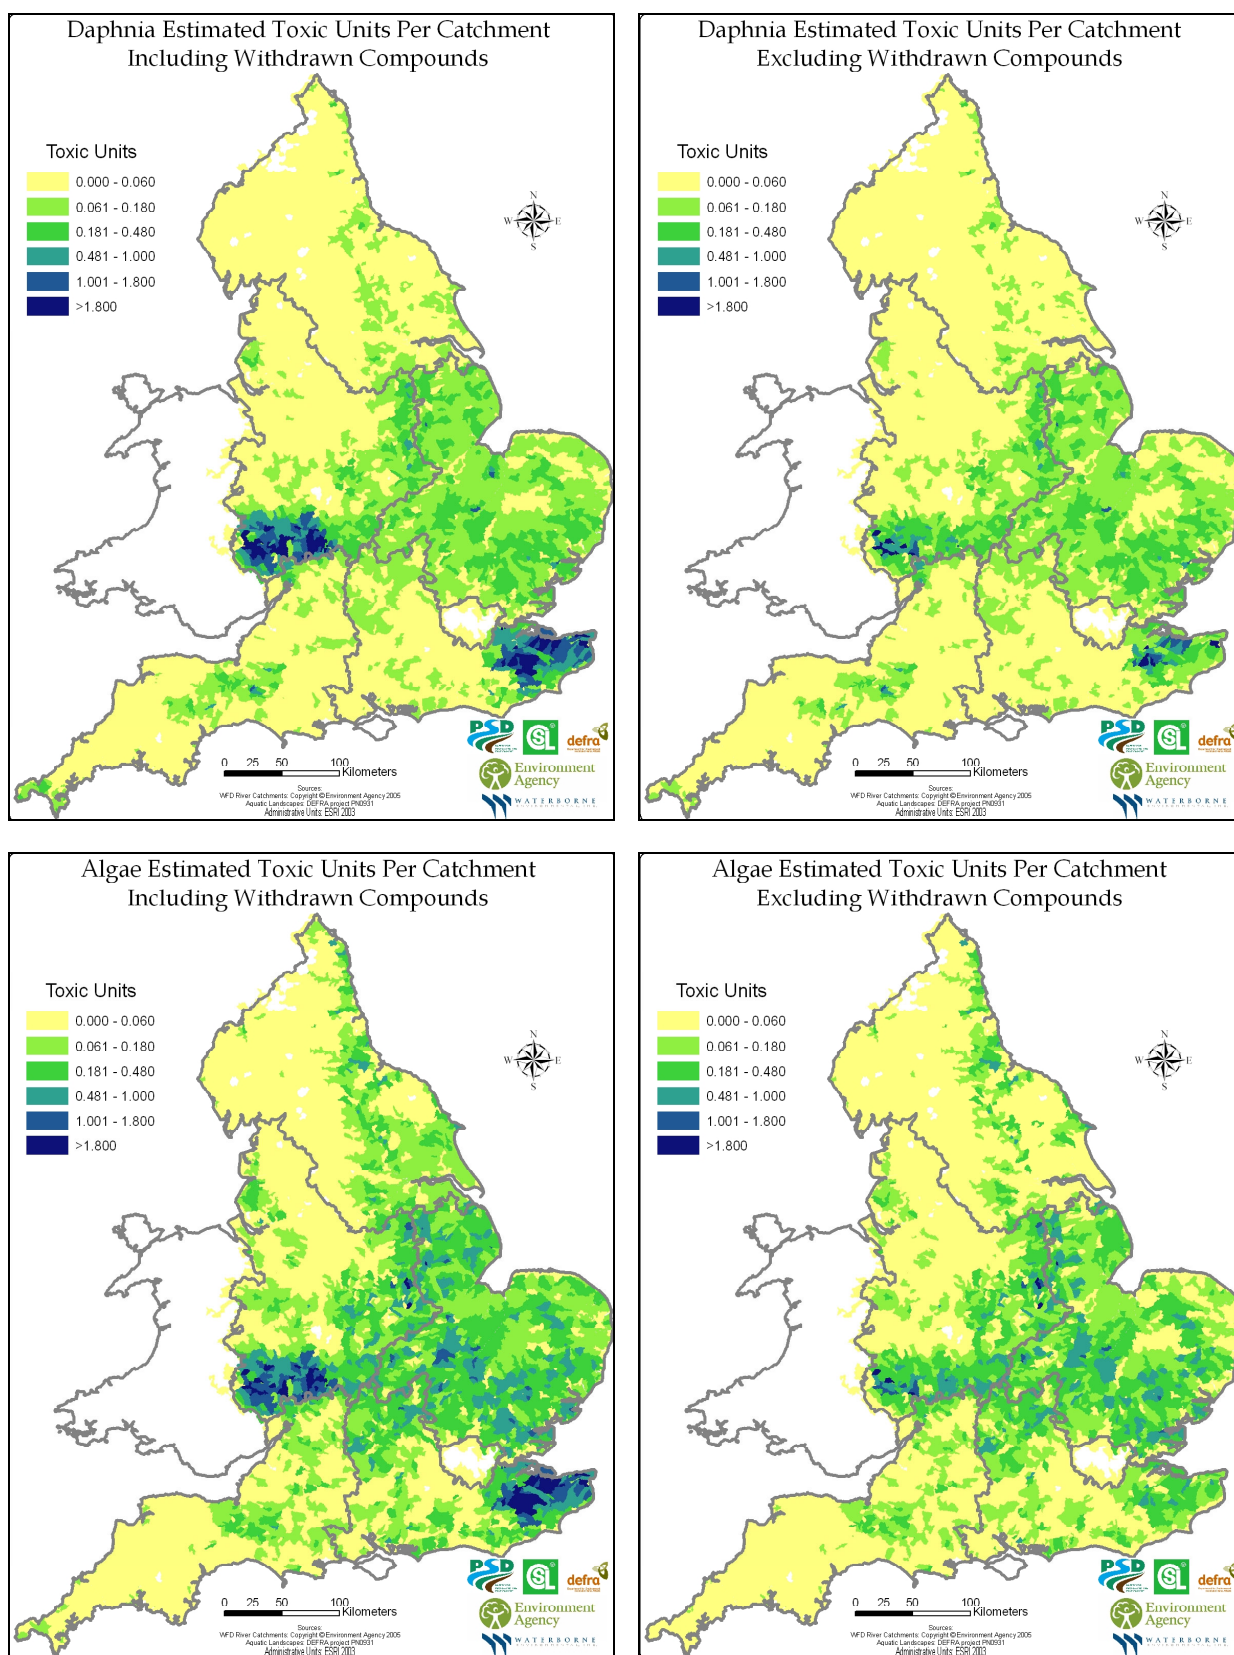 Daphnia Estimated Toxic Units Per Catchment
Including Withdrawn Compounds
Toxic Units
0.000 - 0.060
0.061 - 0.180
0.181 - 0.480
0.481 - 1.000
1.001 - 1.800
>1.800
N
W E
S
PSD
CSL
defra
0 25 50 100
Kilometers
Environment
Agency
Sources:
WFD River Catchments: Copyright © Environment Agency 2005
Aquatic Landscapes: DEFRA project PN0931
Administrative Units: ESRI 2003
WATERBORNE
Daphnia Estimated Toxic Units Per Catchment
Excluding Withdrawn Compounds
Toxic Units
0.000 - 0.060
0.061 - 0.180
0.181 - 0.480
0.481 - 1.000
1.001 - 1.800
>1.800
N
W E
S
PSD
CSL
defra
0 25 50 100
Kilometers
Environment
Agency
Sources:
WFD River Catchments: Copyright © Environment Agency 2005
Aquatic Landscapes: DEFRA project PN0931
Administrative Units: ESRI 2003
WATERBORNE
Algae Estimated Toxic Units Per Catchment
Including Withdrawn Compounds
Toxic Units
0.000 - 0.060
0.061 - 0.180
0.181 - 0.480
0.481 - 1.000
1.001 - 1.800
>1.800
N
W E
S
PSD
CSL
defra
0 25 50 100
Kilometers
Environment
Agency
Sources:
WFD River Catchments: Copyright © Environment Agency 2005
Aquatic Landscapes: DEFRA project PN0931
Administrative Units: ESRI 2003
WATERBORNE
Algae Estimated Toxic Units Per Catchment
Excluding Withdrawn Compounds
Toxic Units
0.000 - 0.060
0.061 - 0.180
0.181 - 0.480
0.481 - 1.000
1.001 - 1.800
>1.800
N
W E
S
PSD
CSL
defra
0 25 50 100
Kilometers
Environment
Agency
Sources:
WFD River Catchments: Copyright © Environment Agency 2005
Aquatic Landscapes: DEFRA project PN0931
Administrative Units: ESRI 2003
WATERBORNE